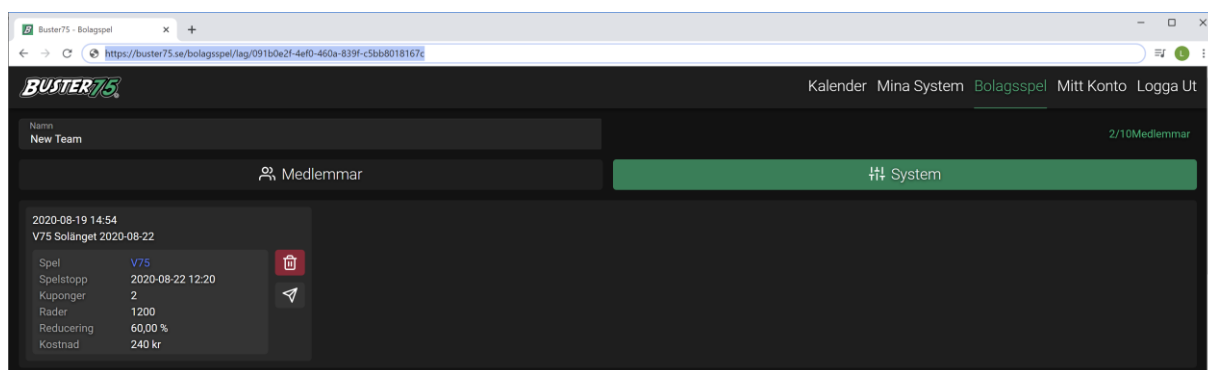 Buster75 - Bolagspel
https://buster75.se/bolagsspel/lag/091b0e2f-4ef0-460a-839f-c5bb8018167c
L
BUSTER75
Kalender Mina System Bolagsspel Mitt Konto Logga Ut
Namn
New Team
2/10Medlemmar
Medlemmar
System
2020-08-19 14:54
V75 Solänget 2020-08-22
Spel V75
Spelstopp 2020-08-22 12:20
Kuponger 2
Rader 1200
Reducering 60,00 %
Kostnad 240 kr